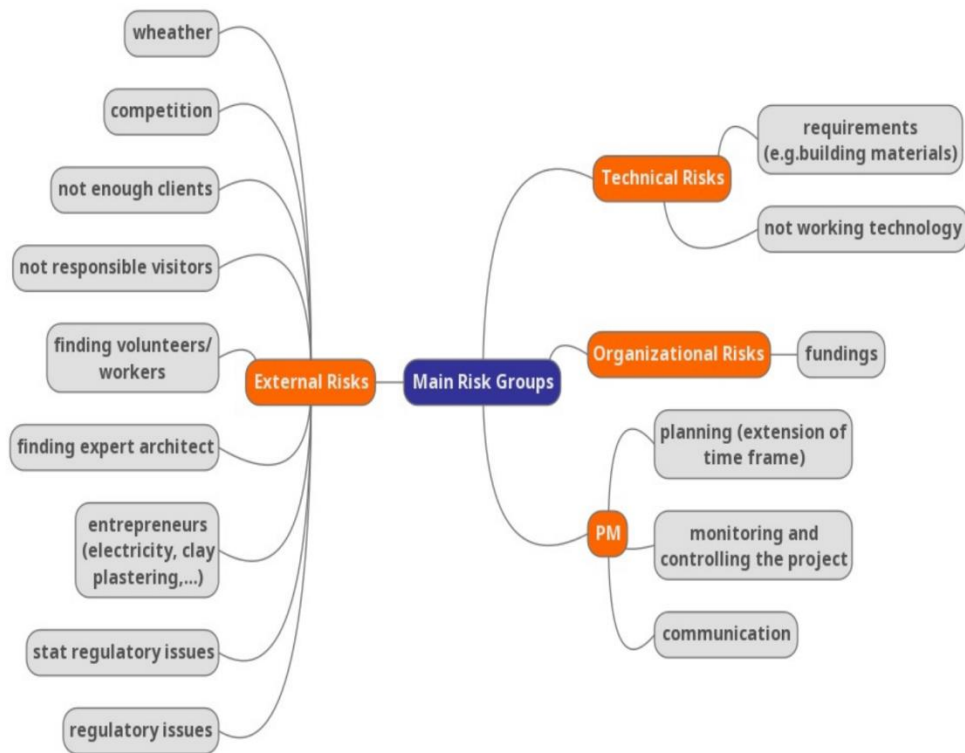 wheather
competition
not enough clients
not responsible visitors
finding volunteers/
workers
finding expert architect
entrepreneurs
(electricity, clay
plastering,...)
stat regulatory issues
regulatory issues
External Risks
Main Risk Groups
Technical Risks
requirements
(e.g.building materials)
not working technology
Organizational Risks
fundings
PM
planning (extension of
time frame)
monitoring and
controlling the project
communication